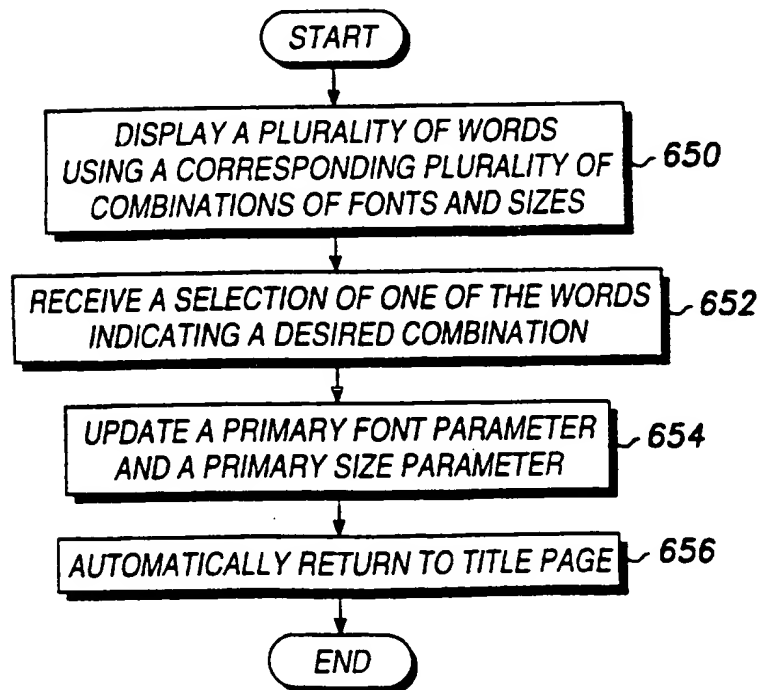 START
DISPLAY A PLURALITY OF WORDS
USING A CORRESPONDING PLURALITY OF
COMBINATIONS OF FONTS AND SIZES
650
RECEIVE A SELECTION OF ONE OF THE WORDS
INDICATING A DESIRED COMBINATION
652
UPDATE A PRIMARY FONT PARAMETER
AND A PRIMARY SIZE PARAMETER
654
AUTOMATICALLY RETURN TO TITLE PAGE
656
END